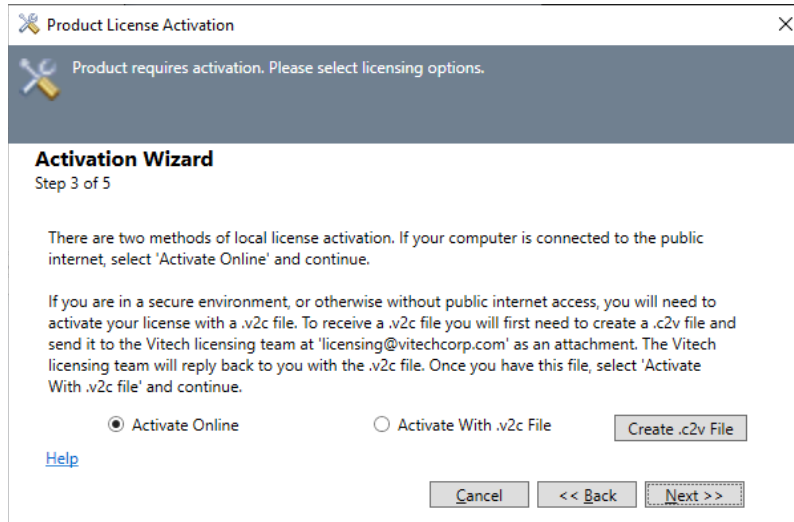 Product License Activation
Product requires activation. Please select licensing options.
Activation Wizard
Step 3 of 5
There are two methods of local license activation. If your computer is connected to the public
internet, select 'Activate Online' and continue.
If you are in a secure environment, or otherwise without public internet access, you will need to
activate your license with a .v2c file. To receive a .v2c file you will first need to create a .c2v file and
send it to the Vitech licensing team at 'licensing@vitechcorp.com' as an attachment. The Vitech
licensing team will reply back to you with the .v2c file. Once you have this file, select 'Activate
With .v2c file' and continue.
Activate Online
Activate With .v2c File
Create .c2v File
Help
Cancel
<< Back
Next >>